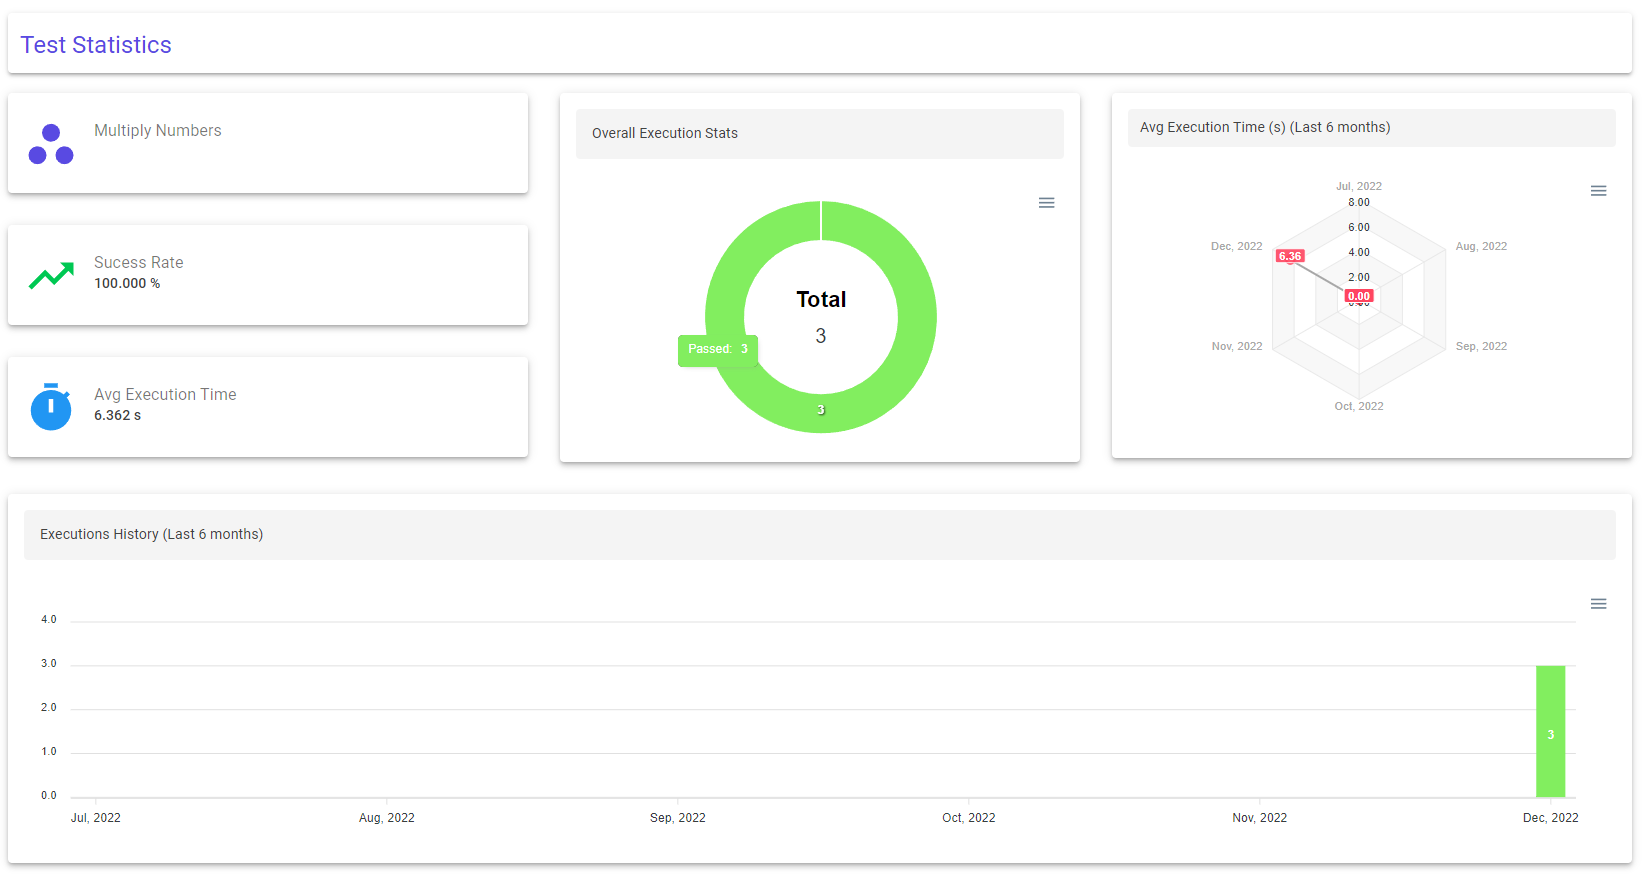 Test Statistics
Multiply Numbers
Sucess Rate
100.000 %
Avg Execution Time
6.362 s
Overall Execution Stats
Total
3
Passed: 3
3
Avg Execution Time (s) (Last 6 months)
Jul, 2022
8.00
6.00
4.00
2.00
0.00
0.00
6.36
Dec, 2022
Aug, 2022
Nov, 2022
Sep, 2022
Oct, 2022
Executions History (Last 6 months)
4.0
3.0
2.0
1.0
0.0
3
Jul, 2022
Aug, 2022
Sep, 2022
Oct, 2022
Nov, 2022
Dec, 2022